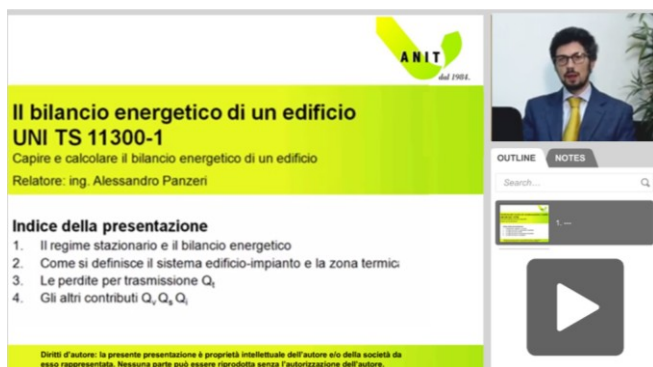 ANIT
dal 1984.
Il bilancio energetico di un edificio
UNI TS 11300-1
Capire e calcolare il bilancio energetico di un edificio
Relatore: ing. Alessandro Panzeri
Indice della presentazione
1. Il regime stazionario e il bilancio energetico
2. Come si definisce il sistema edificio-impianto e la zona termica
3. Le perdite per trasmissione Qt
4. Gli altri contributi Qv Qs Qi
Diritti d'autore: la presente presentazione è proprietà intellettuale dell'autore e/o della società da
esso rappresentata. Nessuna parte può essere riprodotta senza l'autorizzazione dell'autore.
OUTLINE
NOTES
Search...
1. ---